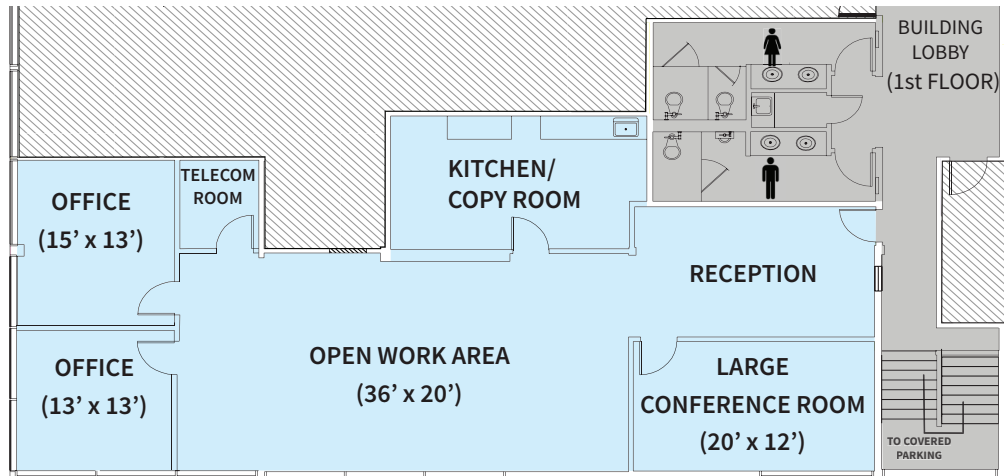 BUILDING
LOBBY
(1st FLOOR)
OFFICE
(15’ x 13’)
TELECOM
ROOM
KITCHEN/
COPY ROOM
RECEPTION
OFFICE
(13’ x 13’)
OPEN WORK AREA
(36’ x 20’)
LARGE
CONFERENCE ROOM
(20’ x 12’)
TO COVERED
PARKING